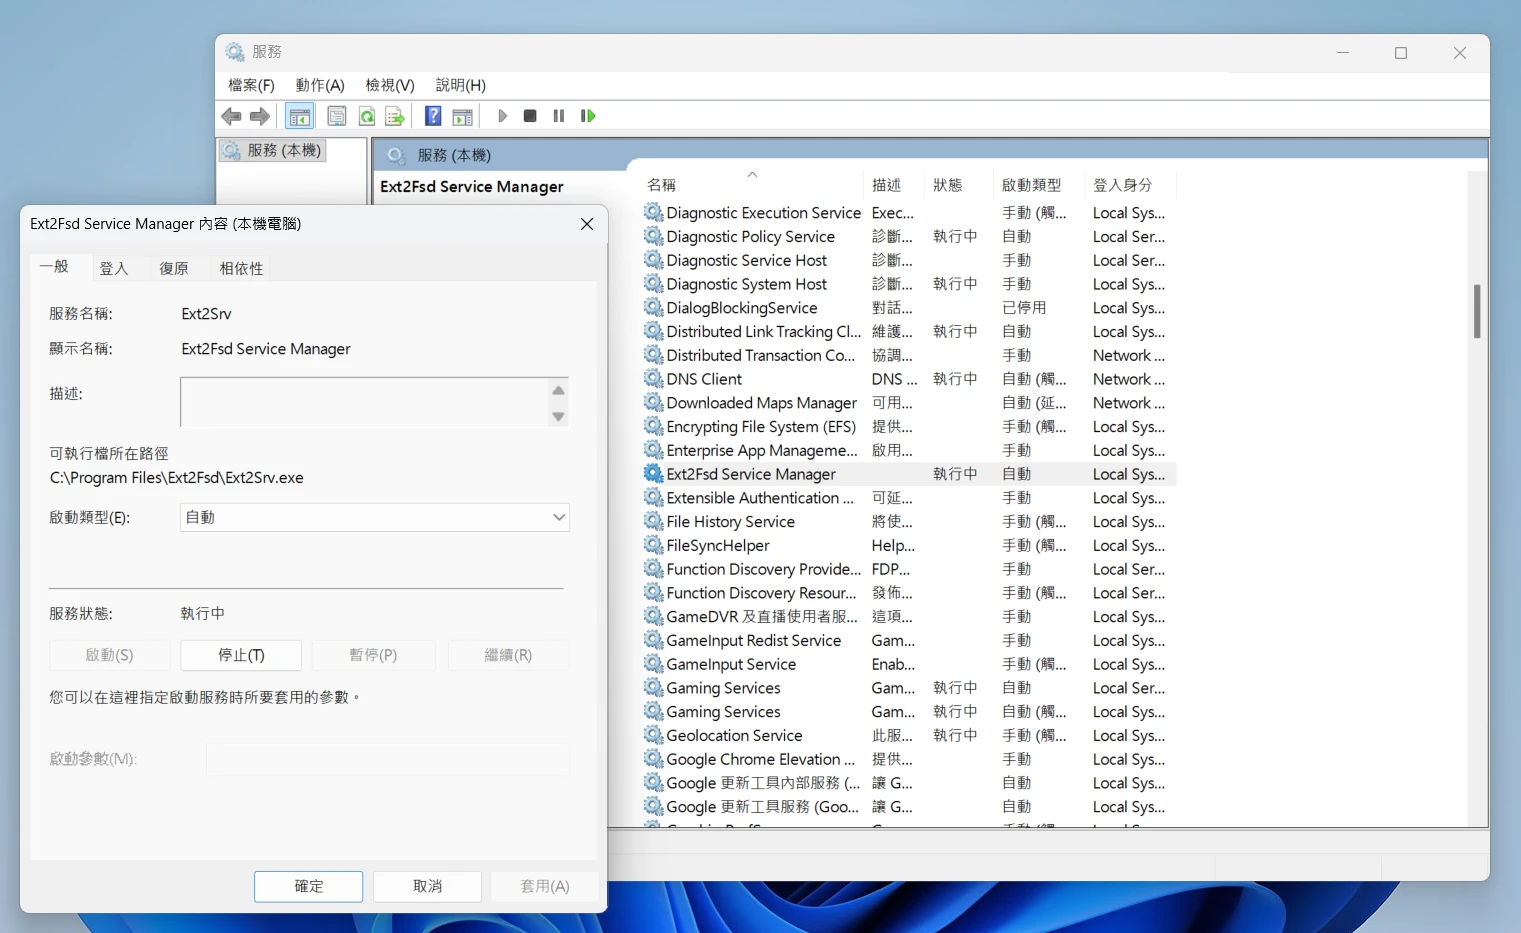 服務
檔案(F) 動作(A) 檢視(V) 說明(H)
服務 (本機)
服務 (本機)
Ext2Fsd Service Manager
名稱 描述 狀態 啟動類型 登入身分
Diagnostic Execution Service Exec... 手動 (觸... Local Sys...
Diagnostic Policy Service 診斷... 執行中 自動 Local Ser...
Diagnostic Service Host 診斷... 手動 Local Ser...
Diagnostic System Host 診斷... 執行中 手動 Local Sys...
DialogBlockingService 對話... 已停用 Local Sys...
Distributed Link Tracking Cl... 維護... 執行中 自動 Local Sys...
Distributed Transaction Co... 協調... 手動 Network ...
DNS Client DNS ... 執行中 自動 (觸... Network ...
Downloaded Maps Manager 可用... 自動 (延... Network ...
Encrypting File System (EFS) 提供... 手動 (觸... Local Sys...
Enterprise App Manageme... 啟用... 手動 Local Sys...
Ext2Fsd Service Manager 執行中 自動 Local Sys...
Extensible Authentication ... 可延... 手動 Local Sys...
File History Service 將使... 手動 (觸... Local Sys...
FileSyncHelper Help... 手動 (觸... Local Sys...
Function Discovery Provide... FDP... 手動 Local Ser...
Function Discovery Resour... 發佈... 手動 (觸... Local Ser...
GameDVR 及直播使用者服... 這項... 手動 Local Sys...
GameInput Redist Service Gam... 手動 Local Sys...
GameInput Service Enab... 手動 (觸... Local Sys...
Gaming Services Gam... 執行中 自動 Local Ser...
Gaming Services Gam... 執行中 自動 (觸... Local Sys...
Geolocation Service 此服... 執行中 手動 (觸... Local Sys...
Google Chrome Elevation ... 提供... 手動 Local Sys...
Google 更新工具內部服務 (... 讓 G... 自動 Local Sys...
Google 更新工具服務 (Goo... 讓 G... 自動 Local Sys...
Ext2Fsd Service Manager 內容 (本機電腦)
一般 登入 復原 相依性
服務名稱: Ext2Srv
顯示名稱: Ext2Fsd Service Manager
描述:
可執行檔所在路徑
C:\Program Files\Ext2Fsd\Ext2Srv.exe
啟動類型(E): 自動
服務狀態: 執行中
啟動(S) 停止(T) 暫停(P) 繼續(R)
您可以在這裡指定啟動服務時所要套用的參數。
啟動參數(M):
確定 取消 套用(A)